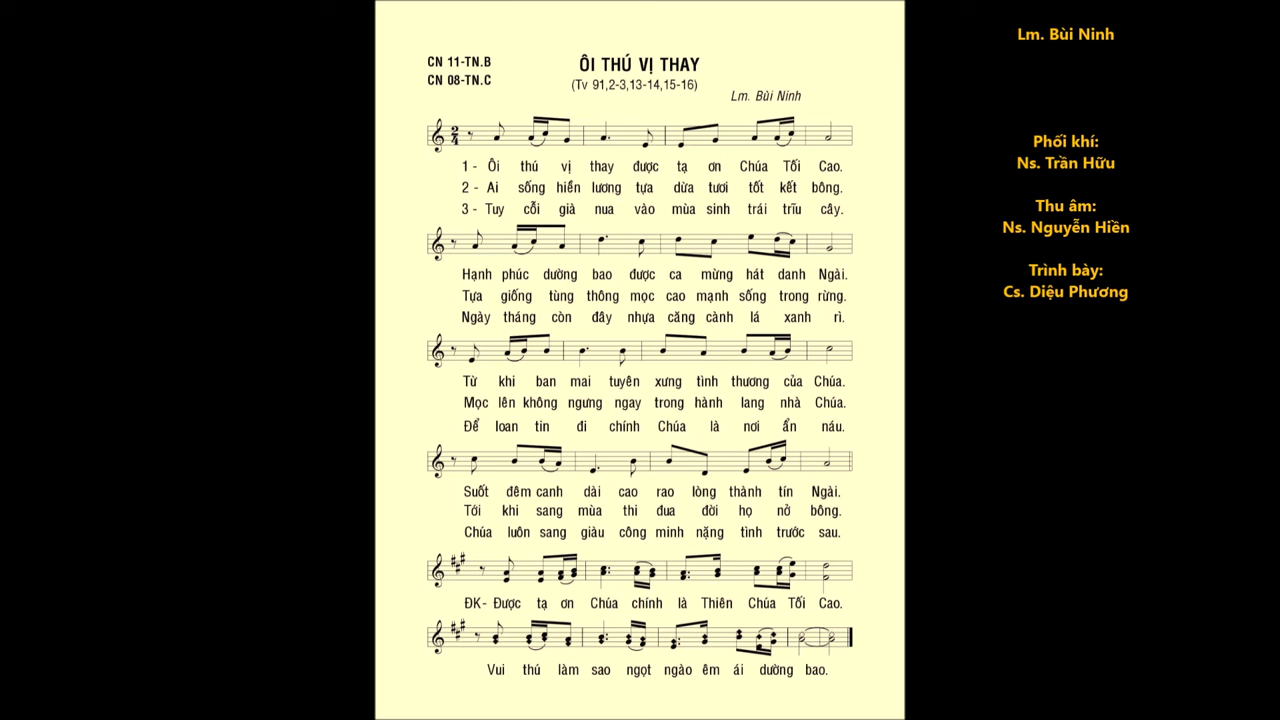 CN 11-TN.B
CN 08-TN.C
ÔI THÚ VỊ THAY
(Tv 91,2-3,13-14,15-16)
Lm. Bùi Ninh
2
4
1 - Ôi thú vị thay được tạ ơn Chúa Tối Cao.
2 - Ai sống hiền lương tựa dừa tươi tốt kết bông.
3 - Tuy cỗi già nua vào mùa sinh trái trĩu cây.
Hạnh phúc dường bao được ca mừng hát danh Ngài.
Tựa giống tùng thông mọc cao mạnh sống trong rừng.
Ngày tháng còn đây nhựa căng cành lá xanh rì.
Từ khi ban mai tuyên xưng tình thương của Chúa.
Mọc lên không ngưng ngay trong hành lang nhà Chúa.
Để loan tin đi chính Chúa là nơi ẩn náu.
Suốt đêm canh dài cao rao lòng thành tín Ngài.
Tới khi sang mùa thi đua đời họ nở bông.
Chúa luôn sang giàu công minh nặng tình trước sau.
ĐK- Được tạ ơn Chúa chính là Thiên Chúa Tối Cao.
Vui thú làm sao ngọt ngào êm ái dường bao.
Lm. Bùi Ninh
Phối khí:
Ns. Trần Hữu
Thu âm:
Ns. Nguyễn Hiền
Trình bày:
Cs. Diệu Phương